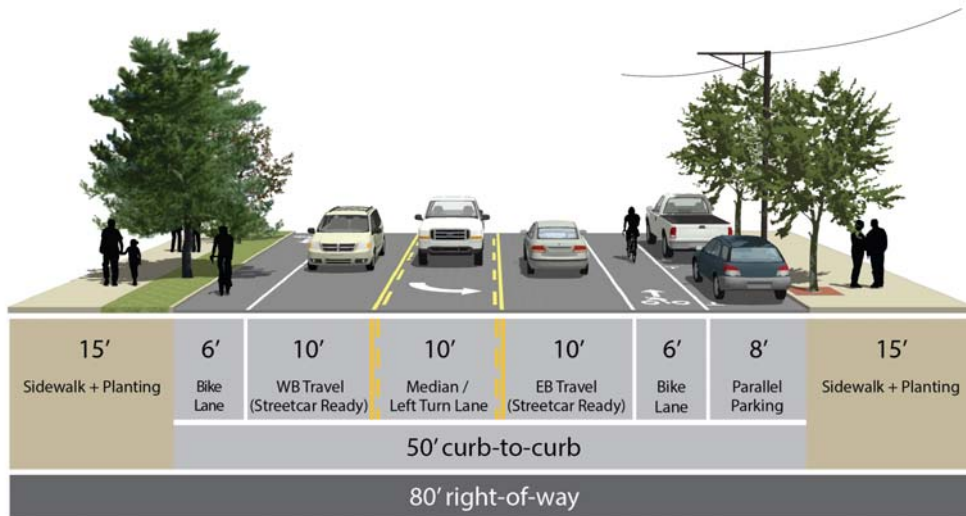 15’
Sidewalk + Planting
6’
Bike
Lane
10’
WB Travel
(Streetcar Ready)
10’
Median /
Left Turn Lane
10’
EB Travel
(Streetcar Ready)
6’
Bike
Lane
8’
Parallel
Parking
15’
Sidewalk + Planting
50’ curb-to-curb
80’ right-of-way